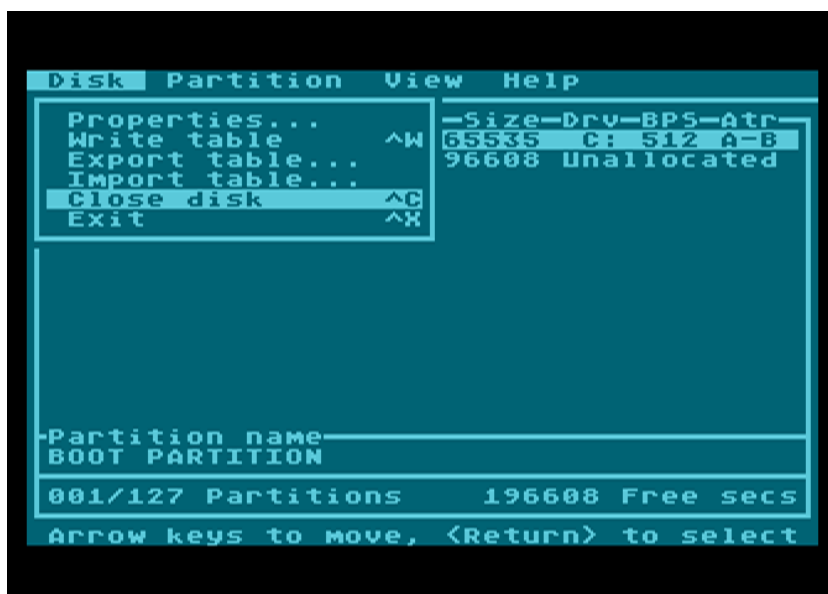 Disk Partition View Help
Properties... —Size—Drv—BPS—Atr—
Write table ^W 65535 C: 512 A-B
Export table... 96608 Unallocated
Import table...
Close disk ^C
Exit ^X
Partition name
BOOT PARTITION
001/127 Partitions 196608 Free secs
Arrow keys to move, <Return> to select